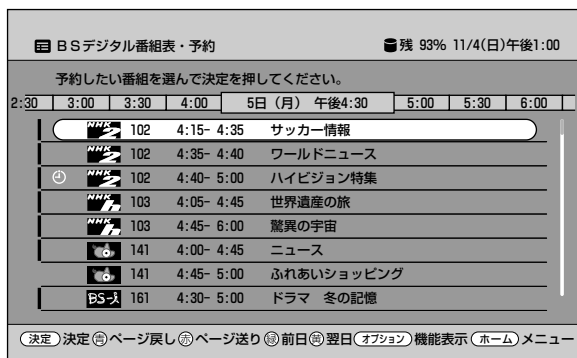 BSデジタル番組表・予約 残 93% 11/4(日)午後1:00
予約したい番組を選んで決定を押してください。
2:30 3:00 3:30 4:00 5日(月) 午後4:30 5:00 5:30 6:00
NHK 2 102 4:15- 4:35 サッカー情報
NHK 2 102 4:35- 4:40 ワールドニュース
NHK 2 102 4:40- 5:00 ハイビジョン特集
NHK h 103 4:05- 4:45 世界遺産の旅
NHK h 103 4:45- 6:00 驚異の宇宙
141 4:00- 4:45 ニュース
141 4:45- 5:00 ふれあいショッピング
BS-i 161 4:30- 5:00 ドラマ 冬の記憶
決定 決定 青 ページ戻し 赤 ページ送り 緑 前日 黄 翌日 オプション 機能表示 ホーム メニュー